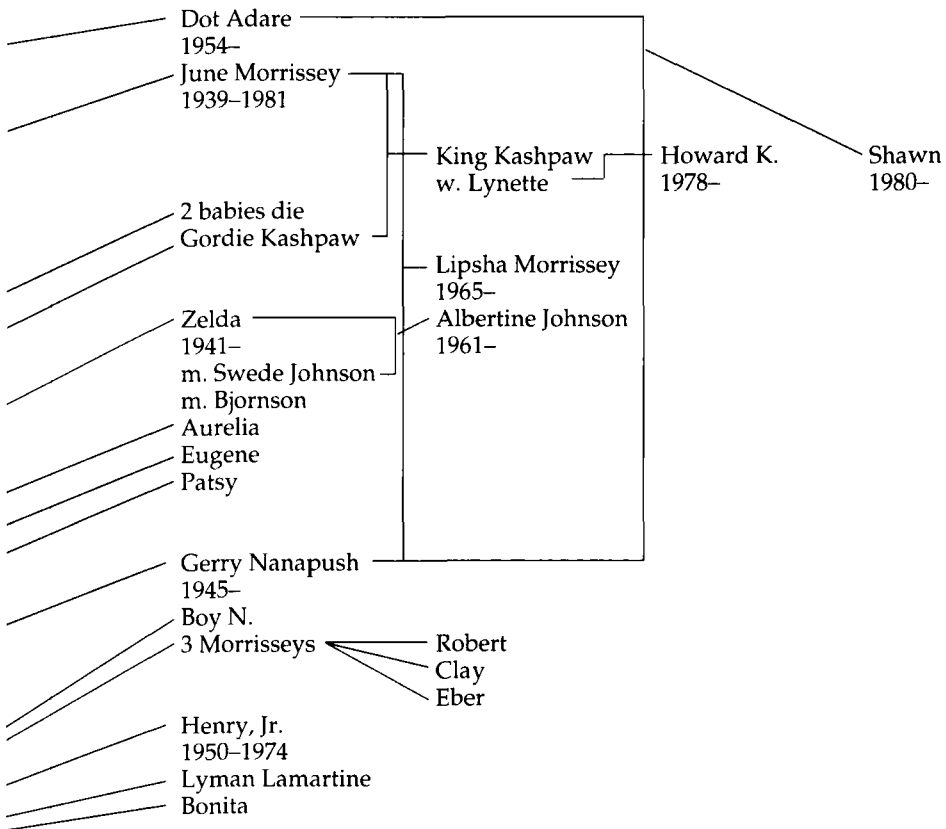 Dot Adare
1954–
June Morrissey
1939–1981
King Kashpaw
w. Lynette
Howard K.
1978–
Shawn
1980–
2 babies die
Gordie Kashpaw
Lipsha Morrissey
1965–
Zelda
1941–
m. Swede Johnson
m. Bjornson
Albertine Johnson
1961–
Aurelia
Eugene
Patsy
Gerry Nanapush
1945–
Boy N.
3 Morrisseys
Robert
Clay
Eber
Henry, Jr.
1950–1974
Lyman Lamartine
Bonita